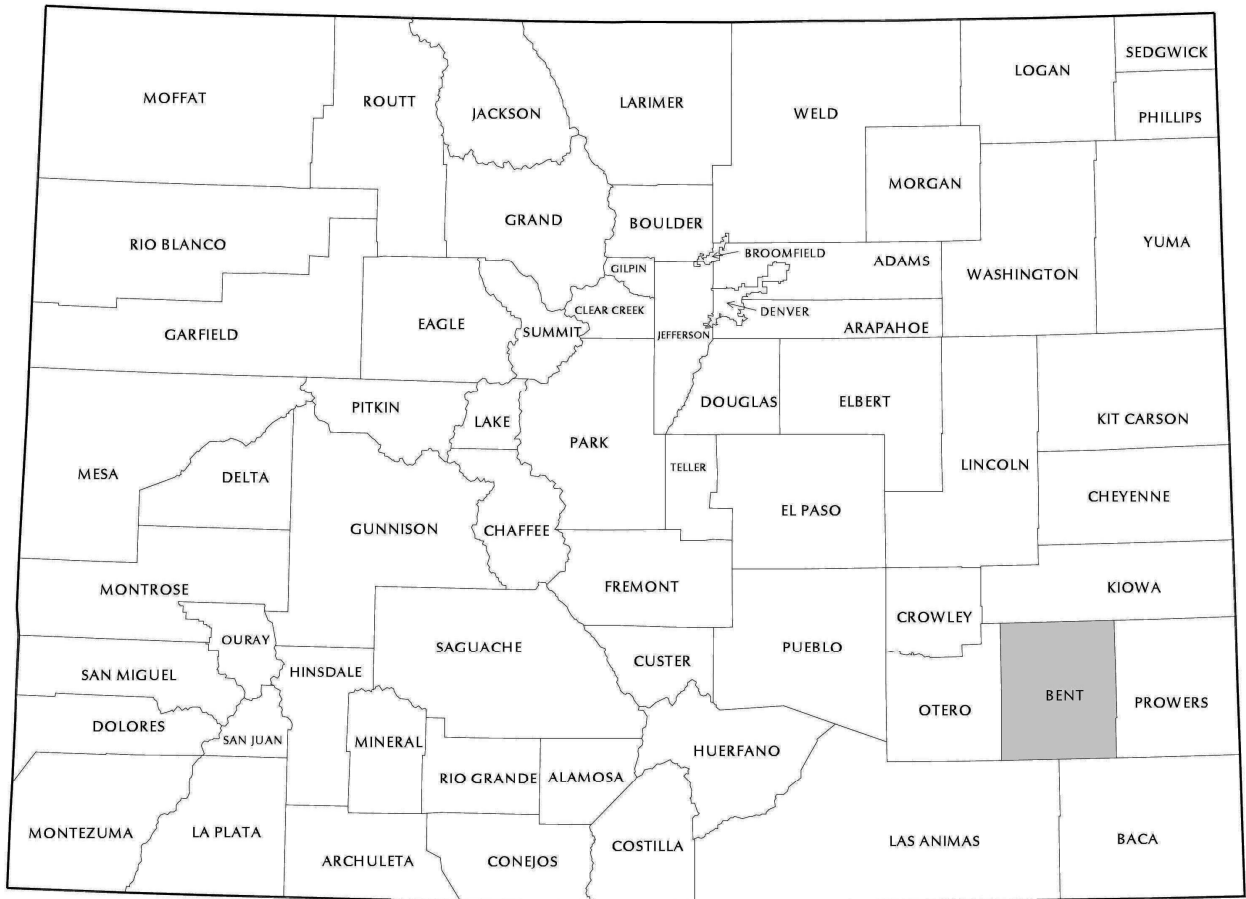 SEDGWICK
LOGAN
MOFFAT
ROUTT
JACKSON
LARIMER
WELD
PHILLIPS
MORGAN
GRAND
BOULDER
RIO BLANCO
YUMA
BROOMFIELD
ADAMS
GILPIN
WASHINGTON
CLEAR CREEK
DENVER
EAGLE
SUMMIT
GARFIELD
JEFFERSON
ARAPAHOE
PITKIN
LAKE
DOUGLAS
ELBERT
KIT CARSON
PARK
MESA
DELTA
TELLER
LINCOLN
CHEYENNE
GUNNISON
CHAFFEE
EL PASO
MONTROSE
FREMONT
KIOWA
CROWLEY
OURAY
SAGUACHE
PUEBLO
CUSTER
SAN MIGUEL
HINSDALE
BENT
PROWERS
OTERO
DOLORES
SAN JUAN
MINERAL
HUERFANO
RIO GRANDE
ALAMOSA
MONTEZUMA
LA PLATA
COSTILLA
LAS ANIMAS
BACA
ARCHULETA
CONEJOS